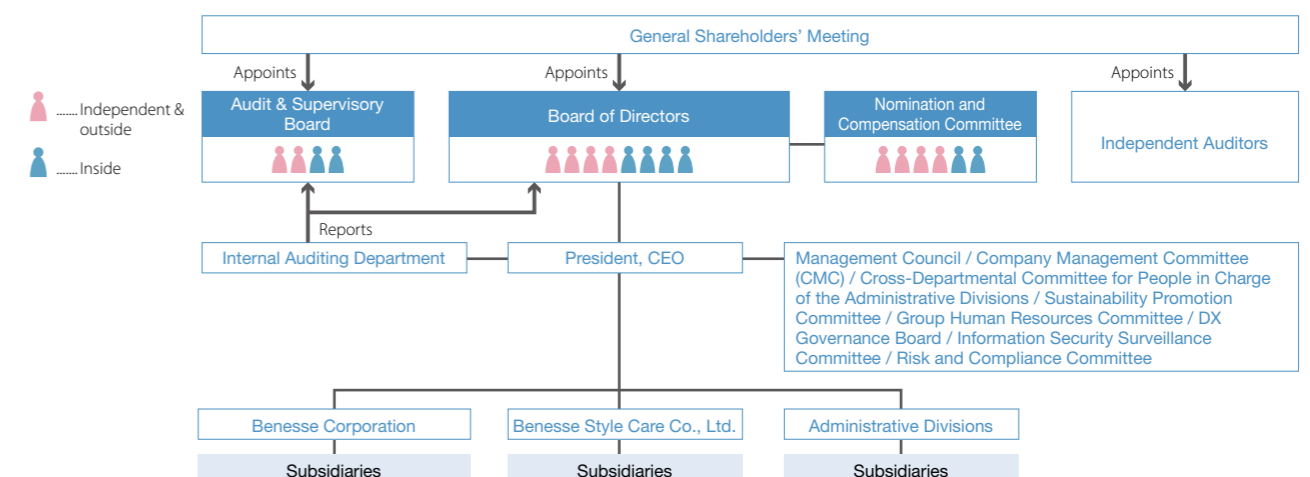 General Shareholders' Meeting
Appoints
Appoints
Appoints
.......Independent &
outside
.......Inside
Audit & Supervisory
Board
Board of Directors
Nomination and
Compensation Committee
Independent Auditors
Reports
Internal Auditing Department
President, CEO
Management Council / Company Management Committee
(CMC) / Cross-Departmental Committee for People in Charge
of the Administrative Divisions / Sustainability Promotion
Committee / Group Human Resources Committee / DX
Governance Board / Information Security Surveillance
Committee / Risk and Compliance Committee
Benesse Corporation
Benesse Style Care Co., Ltd.
Administrative Divisions
Subsidiaries
Subsidiaries
Subsidiaries